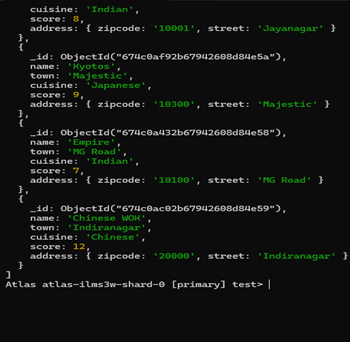 cuisine: 'Indian',
score: 8,
address: { zipcode: '10001', street: 'Jayanagar' }
},
{
_id: ObjectId("674c0af92b67942608d84e5a"),
name: 'Kyotos',
town: 'Majestic',
cuisine: 'Japanese',
score: 9,
address: { zipcode: '10300', street: 'Majestic' }
},
{
_id: ObjectId("674c0a432b67942608d84e58"),
name: 'Empire',
town: 'MG Road',
cuisine: 'Indian',
score: 7,
address: { zipcode: '10100', street: 'MG Road' }
},
{
_id: ObjectId("674c0ac02b67942608d84e59"),
name: 'Chinese WOK',
town: 'Indiranagar',
cuisine: 'Chinese',
score: 12,
address: { zipcode: '20000', street: 'Indiranagar' }
}
]
Atlas atlas-ilms3w-shard-0 [primary] test>